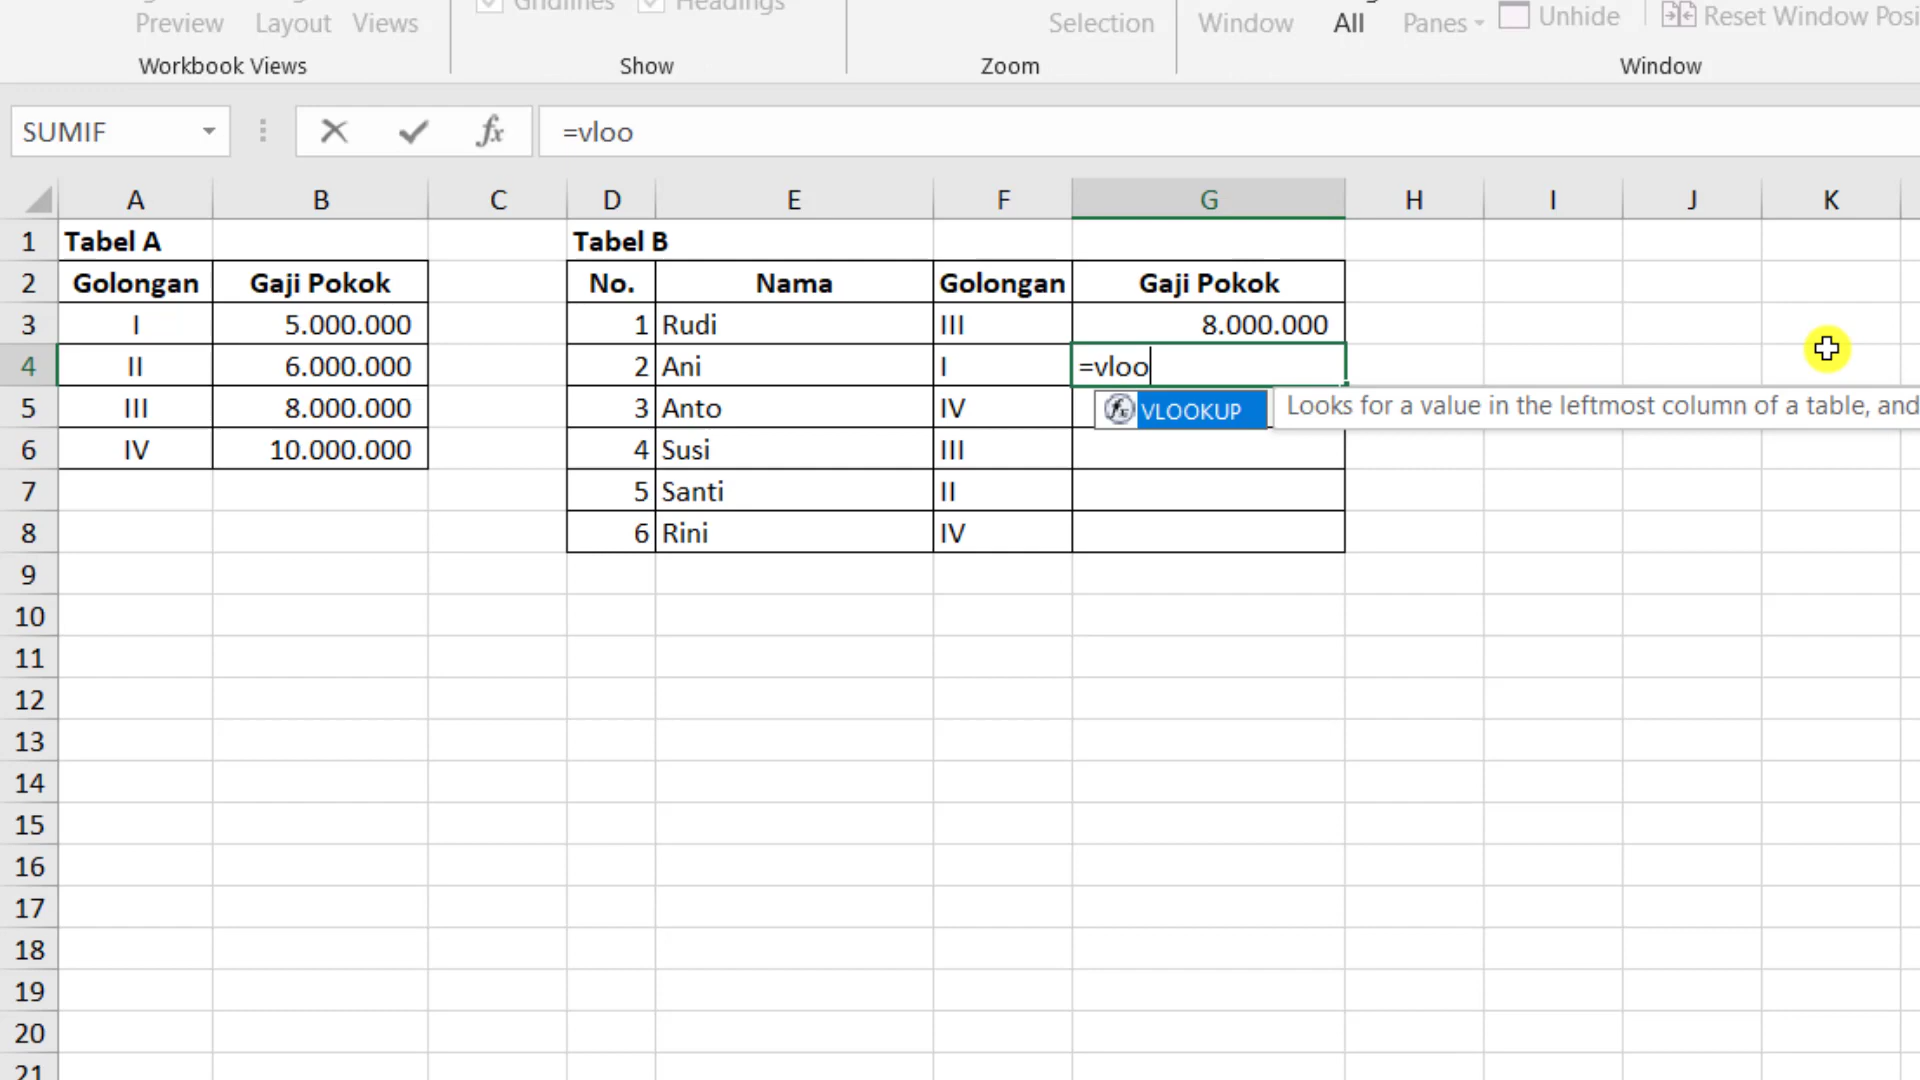 Gridlines Headings
Preview Layout Views Selection Window All Panes Unhide Reset Window Posi
Workbook Views Show Zoom Window
SUMIF fx =vloo
A B C D E F G H I J K
1 Tabel A Tabel B
2 Golongan Gaji Pokok No. Nama Golongan Gaji Pokok
3 I 5.000.000 1 Rudi III 8.000.000
4 II 6.000.000 2 Ani I =vloo
5 III 8.000.000 3 Anto IV fx VLOOKUP Looks for a value in the leftmost column of a table, and
6 IV 10.000.000 4 Susi III
7 5 Santi II
8 6 Rini IV
9
10
11
12
13
14
15
16
17
18
19
20
21